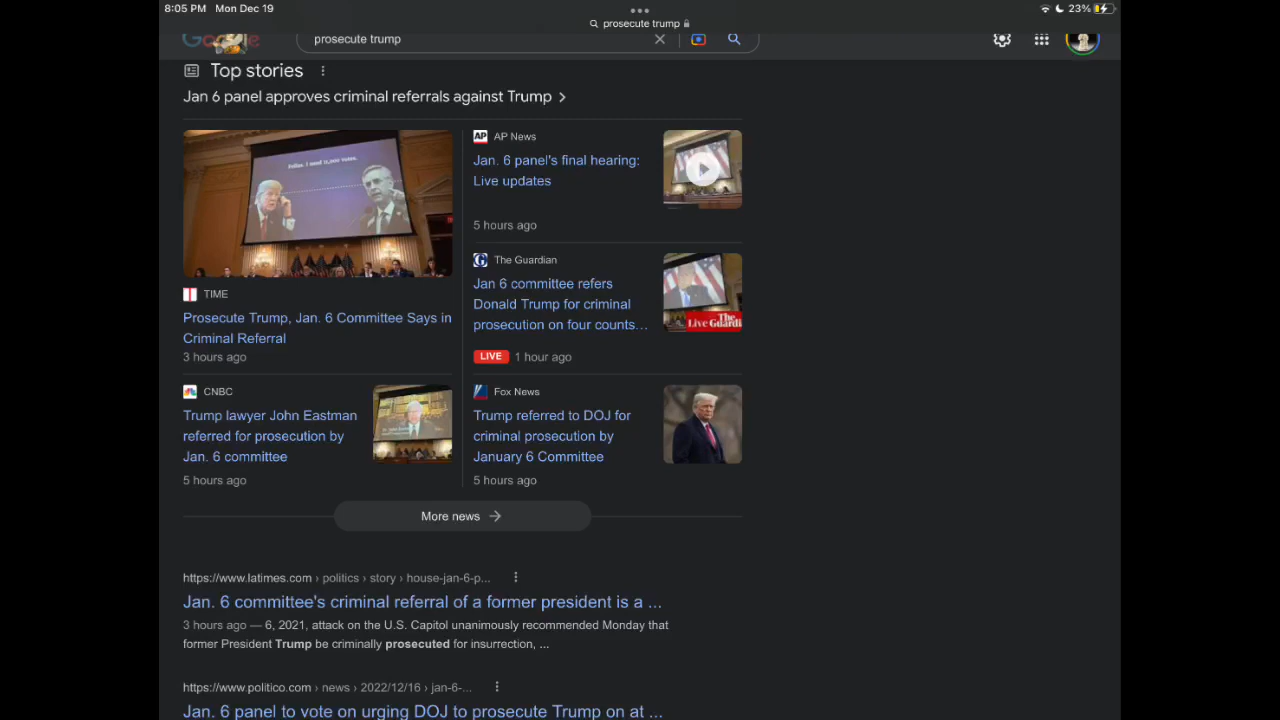 8:05 PM Mon Dec 19
23%
prosecute trump
Google
prosecute trump
Top stories
Jan 6 panel approves criminal referrals against Trump
TIME
Prosecute Trump, Jan. 6 Committee Says in
Criminal Referral
3 hours ago
CNBC
Trump lawyer John Eastman
referred for prosecution by
Jan. 6 committee
5 hours ago
AP
AP News
Jan. 6 panel's final hearing:
Live updates
5 hours ago
The Guardian
Jan 6 committee refers
Donald Trump for criminal
prosecution on four counts...
The
Live Guardi
LIVE 1 hour ago
Fox News
Trump referred to DOJ for
criminal prosecution by
January 6 Committee
5 hours ago
More news
https://www.latimes.com › politics › story › house-jan-6-p...
Jan. 6 committee's criminal referral of a former president is a ...
3 hours ago — 6, 2021, attack on the U.S. Capitol unanimously recommended Monday that
former President Trump be criminally prosecuted for insurrection, ...
https://www.politico.com › news › 2022/12/16 › jan-6-...
Jan. 6 panel to vote on urging DOJ to prosecute Trump on at ...